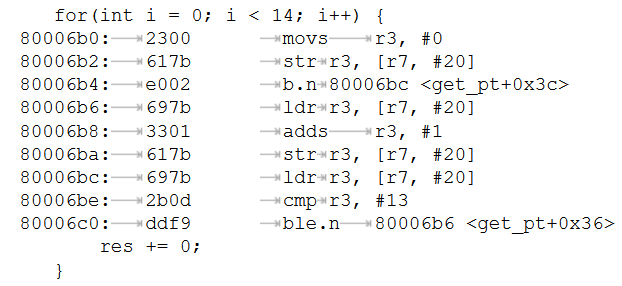 for(int i = 0; i < 14; i++) {
80006b0: 2300 movs r3, #0
80006b2: 617b str r3, [r7, #20]
80006b4: e002 b.n 80006bc <get_pt+0x3c>
80006b6: 697b ldr r3, [r7, #20]
80006b8: 3301 adds r3, #1
80006ba: 617b str r3, [r7, #20]
80006bc: 697b ldr r3, [r7, #20]
80006be: 2b0d cmp r3, #13
80006c0: ddf9 ble.n 80006b6 <get_pt+0x36>
res += 0;
}